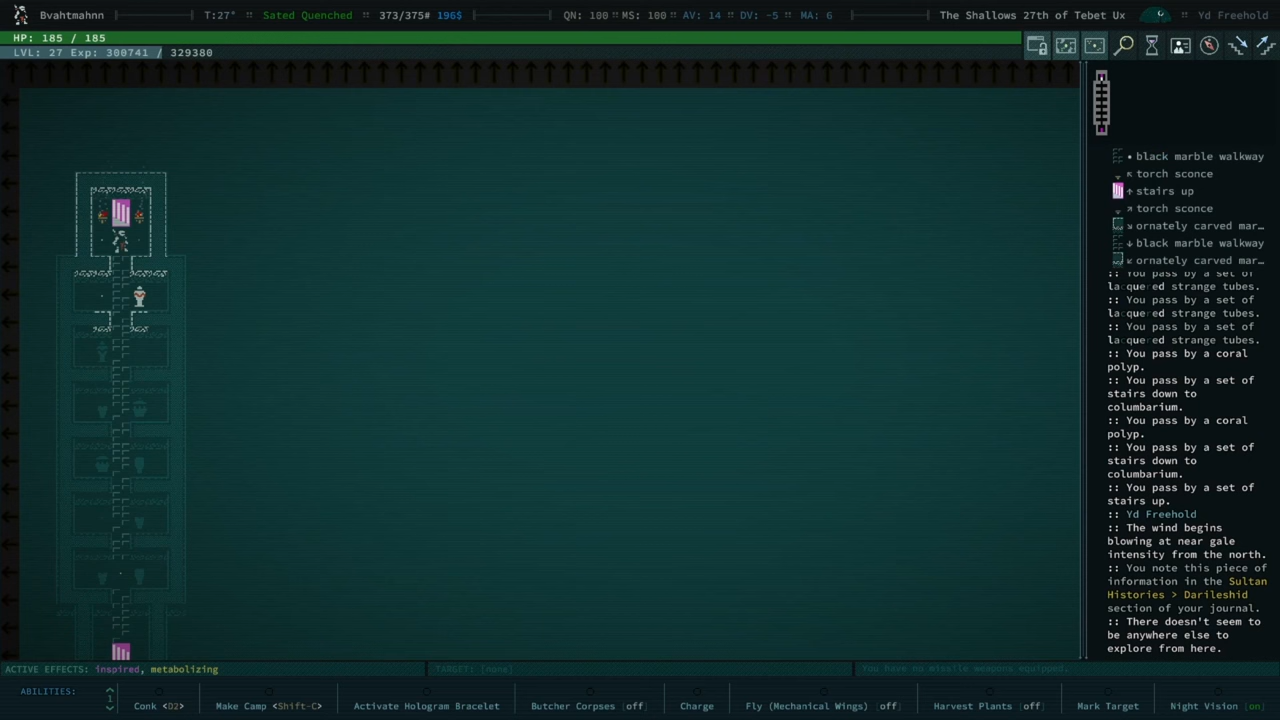 Bvahtmahnn T:27° Sated Quenched 373/375# 196$ QN: 100 MS: 100 AV: 14 DV: -5 MA: 6 The Shallows 27th of Tebet Ux Yd Freehold
HP: 185 / 185
LVL: 27 Exp: 300741 / 329380
black marble walkway
torch sconce
stairs up
torch sconce
ornately carved mar…
black marble walkway
ornately carved mar…
:: You pass by a set of
lacquered strange tubes.
:: You pass by a set of
lacquered strange tubes.
:: You pass by a set of
lacquered strange tubes.
:: You pass by a coral
polyp.
:: You pass by a set of
stairs down to
columbarium.
:: You pass by a coral
polyp.
:: You pass by a set of
stairs down to
columbarium.
:: You pass by a set of
stairs up.
:: Yd Freehold
:: The wind begins
blowing at near gale
intensity from the north.
:: You note this piece of
information in the Sultan
Histories > Darileshid
section of your journal.
:: There doesn't seem to
be anywhere else to
explore from here.
ACTIVE EFFECTS: inspired, metabolizing TARGET: [none] You have no missile weapons equipped.
ABILITIES: 1 Conk <D2> Make Camp <Shift-C> Activate Hologram Bracelet Butcher Corpses [off] Charge Fly (Mechanical Wings) [off] Harvest Plants [off] Mark Target Night Vision [on]